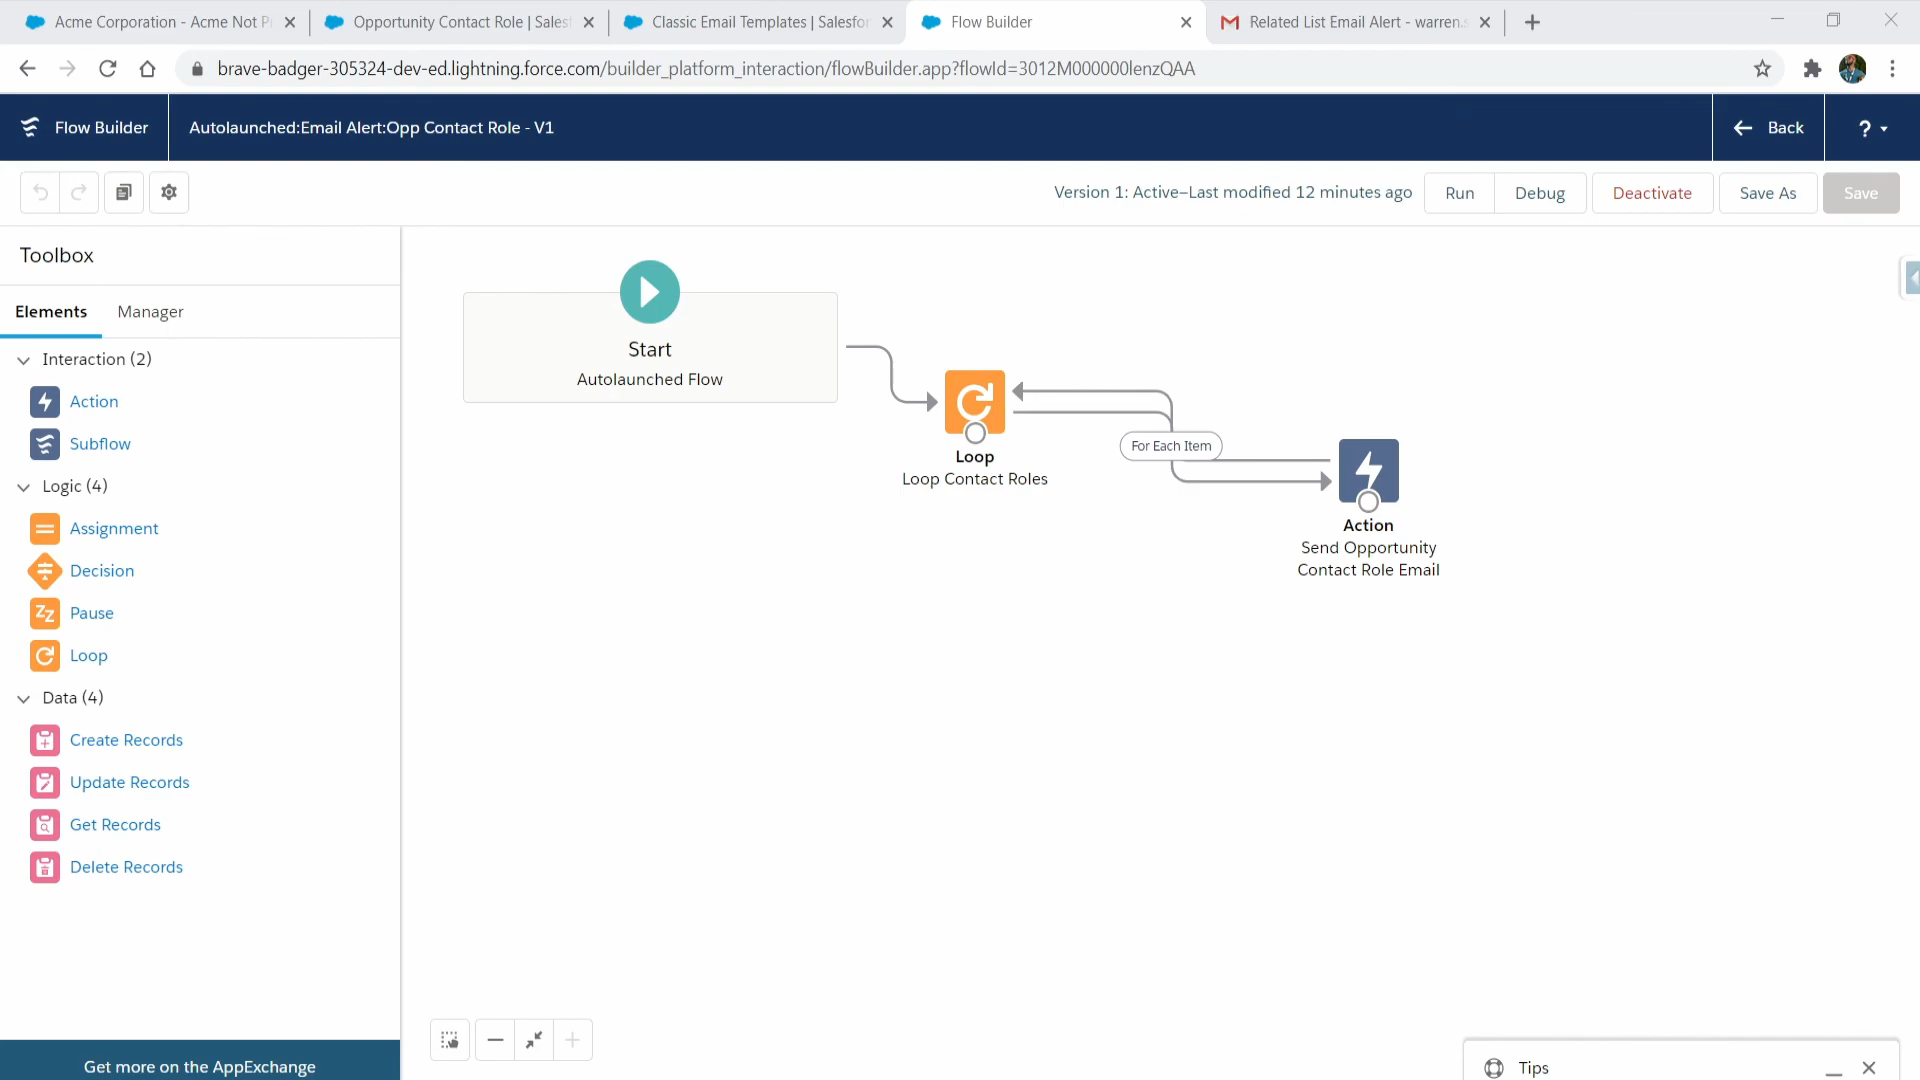 Acme Corporation - Acme Not P
Opportunity Contact Role | Sales
Classic Email Templates | Salesfor
Flow Builder
Related List Email Alert - warren.
brave-badger-305324-dev-ed.lightning.force.com/builder_platform_interaction/flowBuilder.app?flowId=3012M000000lenzQAA
Flow Builder
Autolaunched:Email Alert:Opp Contact Role - V1
Back
?
Version 1: Active–Last modified 12 minutes ago
Run
Debug
Deactivate
Save As
Save
Toolbox
Elements
Manager
Interaction (2)
Action
Subflow
Logic (4)
Assignment
Decision
Pause
Loop
Data (4)
Create Records
Update Records
Get Records
Delete Records
Get more on the AppExchange
Start
Autolaunched Flow
Loop
Loop Contact Roles
For Each Item
Action
Send Opportunity
Contact Role Email
Tips